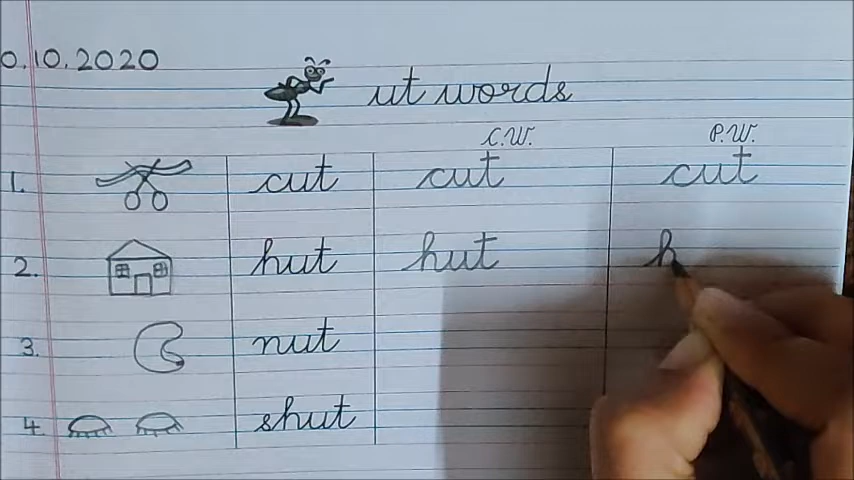 0.10.2020
ut words
C.W. P.W.
1. cut cut cut
2. hut hut h
3. nut
4. shut